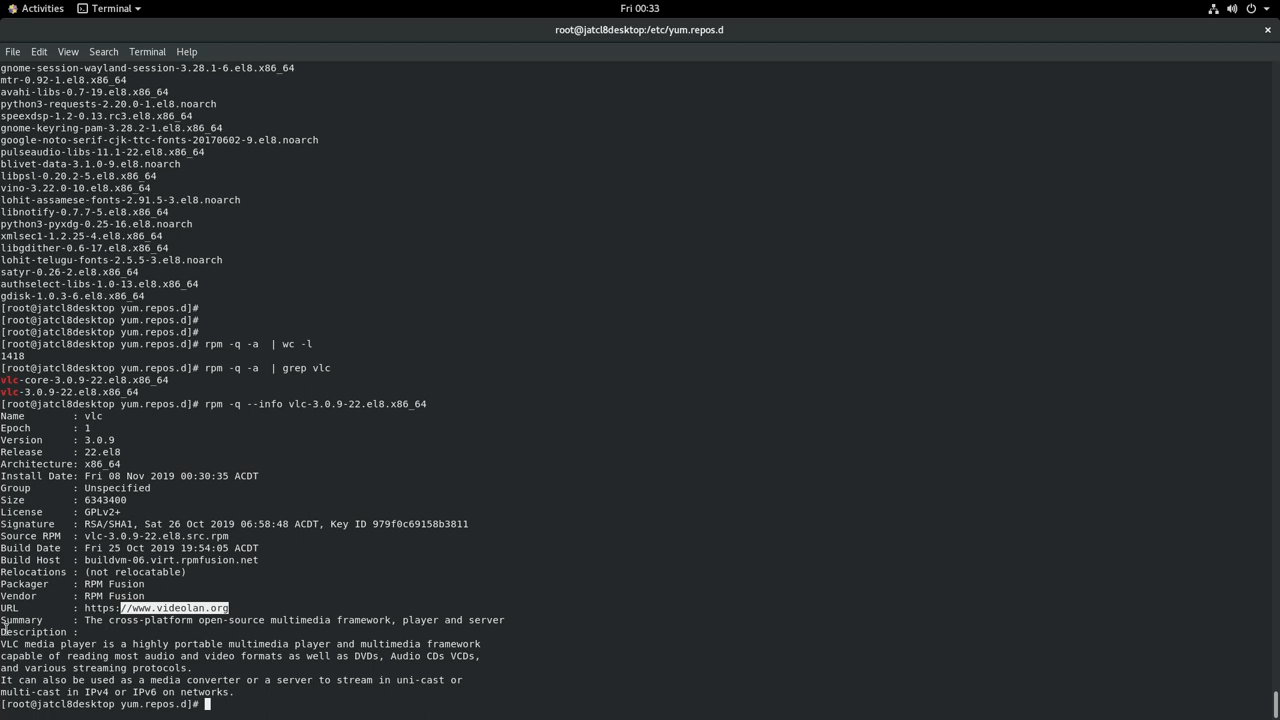 Activities Terminal Fri 00:33
root@jatcl8desktop:/etc/yum.repos.d ×
File Edit View Search Terminal Help
gnome-session-wayland-session-3.28.1-6.el8.x86_64
mtr-0.92-1.el8.x86_64
avahi-libs-0.7-19.el8.x86_64
python3-requests-2.20.0-1.el8.noarch
speexdsp-1.2-0.13.rc3.el8.x86_64
gnome-keyring-pam-3.28.2-1.el8.x86_64
google-noto-serif-cjk-ttc-fonts-20170602-9.el8.noarch
pulseaudio-libs-11.1-22.el8.x86_64
blivet-data-3.1.0-9.el8.noarch
libpsl-0.20.2-5.el8.x86_64
vino-3.22.0-10.el8.x86_64
lohit-assamese-fonts-2.91.5-3.el8.noarch
libnotify-0.7.7-5.el8.x86_64
python3-pyxdg-0.25-16.el8.noarch
xmlsec1-1.2.25-4.el8.x86_64
libgdither-0.6-17.el8.x86_64
lohit-telugu-fonts-2.5.5-3.el8.noarch
satyr-0.26-2.el8.x86_64
authselect-libs-1.0-13.el8.x86_64
gdisk-1.0.3-6.el8.x86_64
[root@jatcl8desktop yum.repos.d]#
[root@jatcl8desktop yum.repos.d]#
[root@jatcl8desktop yum.repos.d]#
[root@jatcl8desktop yum.repos.d]# rpm -q -a  | wc -l
1418
[root@jatcl8desktop yum.repos.d]# rpm -q -a  | grep vlc
vlc-core-3.0.9-22.el8.x86_64
vlc-3.0.9-22.el8.x86_64
[root@jatcl8desktop yum.repos.d]# rpm -q --info vlc-3.0.9-22.el8.x86_64
Name        : vlc
Epoch       : 1
Version     : 3.0.9
Release     : 22.el8
Architecture: x86_64
Install Date: Fri 08 Nov 2019 00:30:35 ACDT
Group       : Unspecified
Size        : 6343400
License     : GPLv2+
Signature   : RSA/SHA1, Sat 26 Oct 2019 06:58:48 ACDT, Key ID 979f0c69158b3811
Source RPM  : vlc-3.0.9-22.el8.src.rpm
Build Date  : Fri 25 Oct 2019 19:54:05 ACDT
Build Host  : buildvm-06.virt.rpmfusion.net
Relocations : (not relocatable)
Packager    : RPM Fusion
Vendor      : RPM Fusion
URL         : https://www.videolan.org
Summary     : The cross-platform open-source multimedia framework, player and server
Description :
VLC media player is a highly portable multimedia player and multimedia framework
capable of reading most audio and video formats as well as DVDs, Audio CDs VCDs,
and various streaming protocols.
It can also be used as a media converter or a server to stream in uni-cast or
multi-cast in IPv4 or IPv6 on networks.
[root@jatcl8desktop yum.repos.d]#